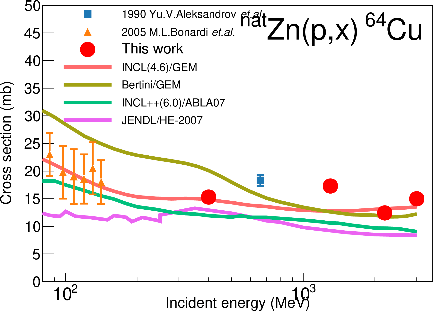 1990 Yu.V.Aleksandrov et.al.
2005 M.L.Bonardi et.al.
This work
INCL(4.6)/GEM
Bertini/GEM
INCL++(6.0)/ABLA07
JENDL/HE-2007
natZn(p,x) 64Cu
Cross section (mb)
50
45
40
35
30
25
20
15
10
5
0
10²
10³
Incident energy (MeV)